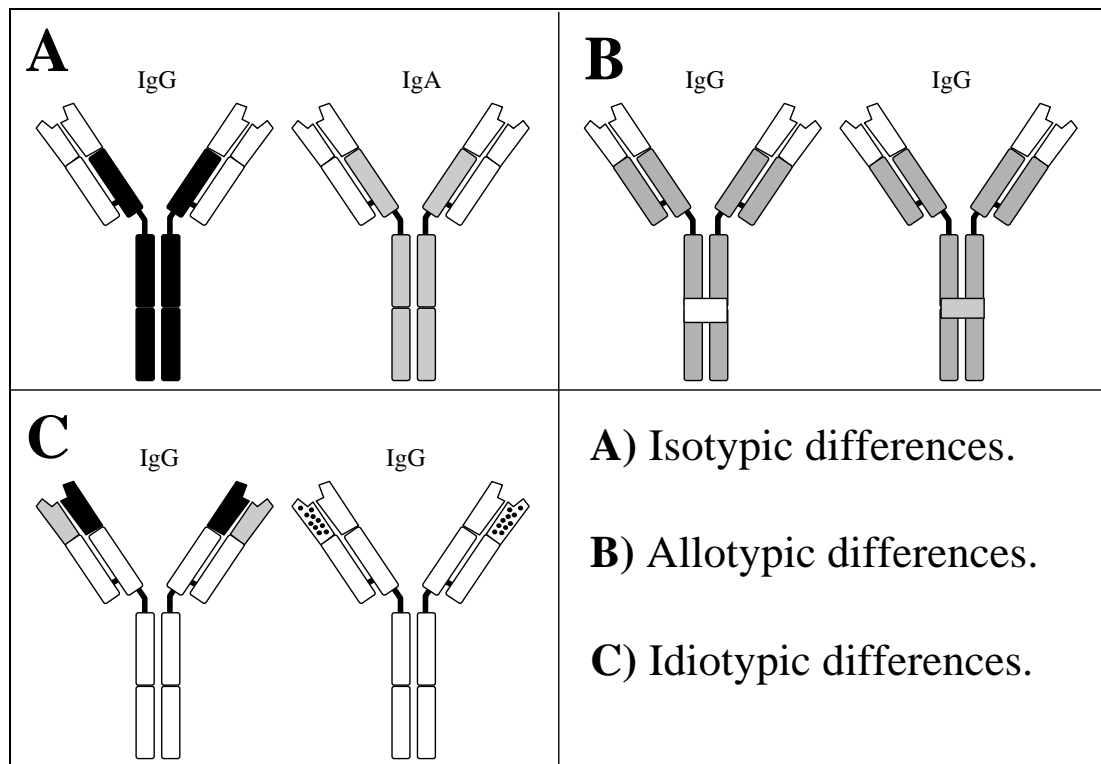 A
IgG IgA
B
IgG IgG
C
IgG IgG
A) Isotypic differences.
B) Allotypic differences.
C) Idiotypic differences.